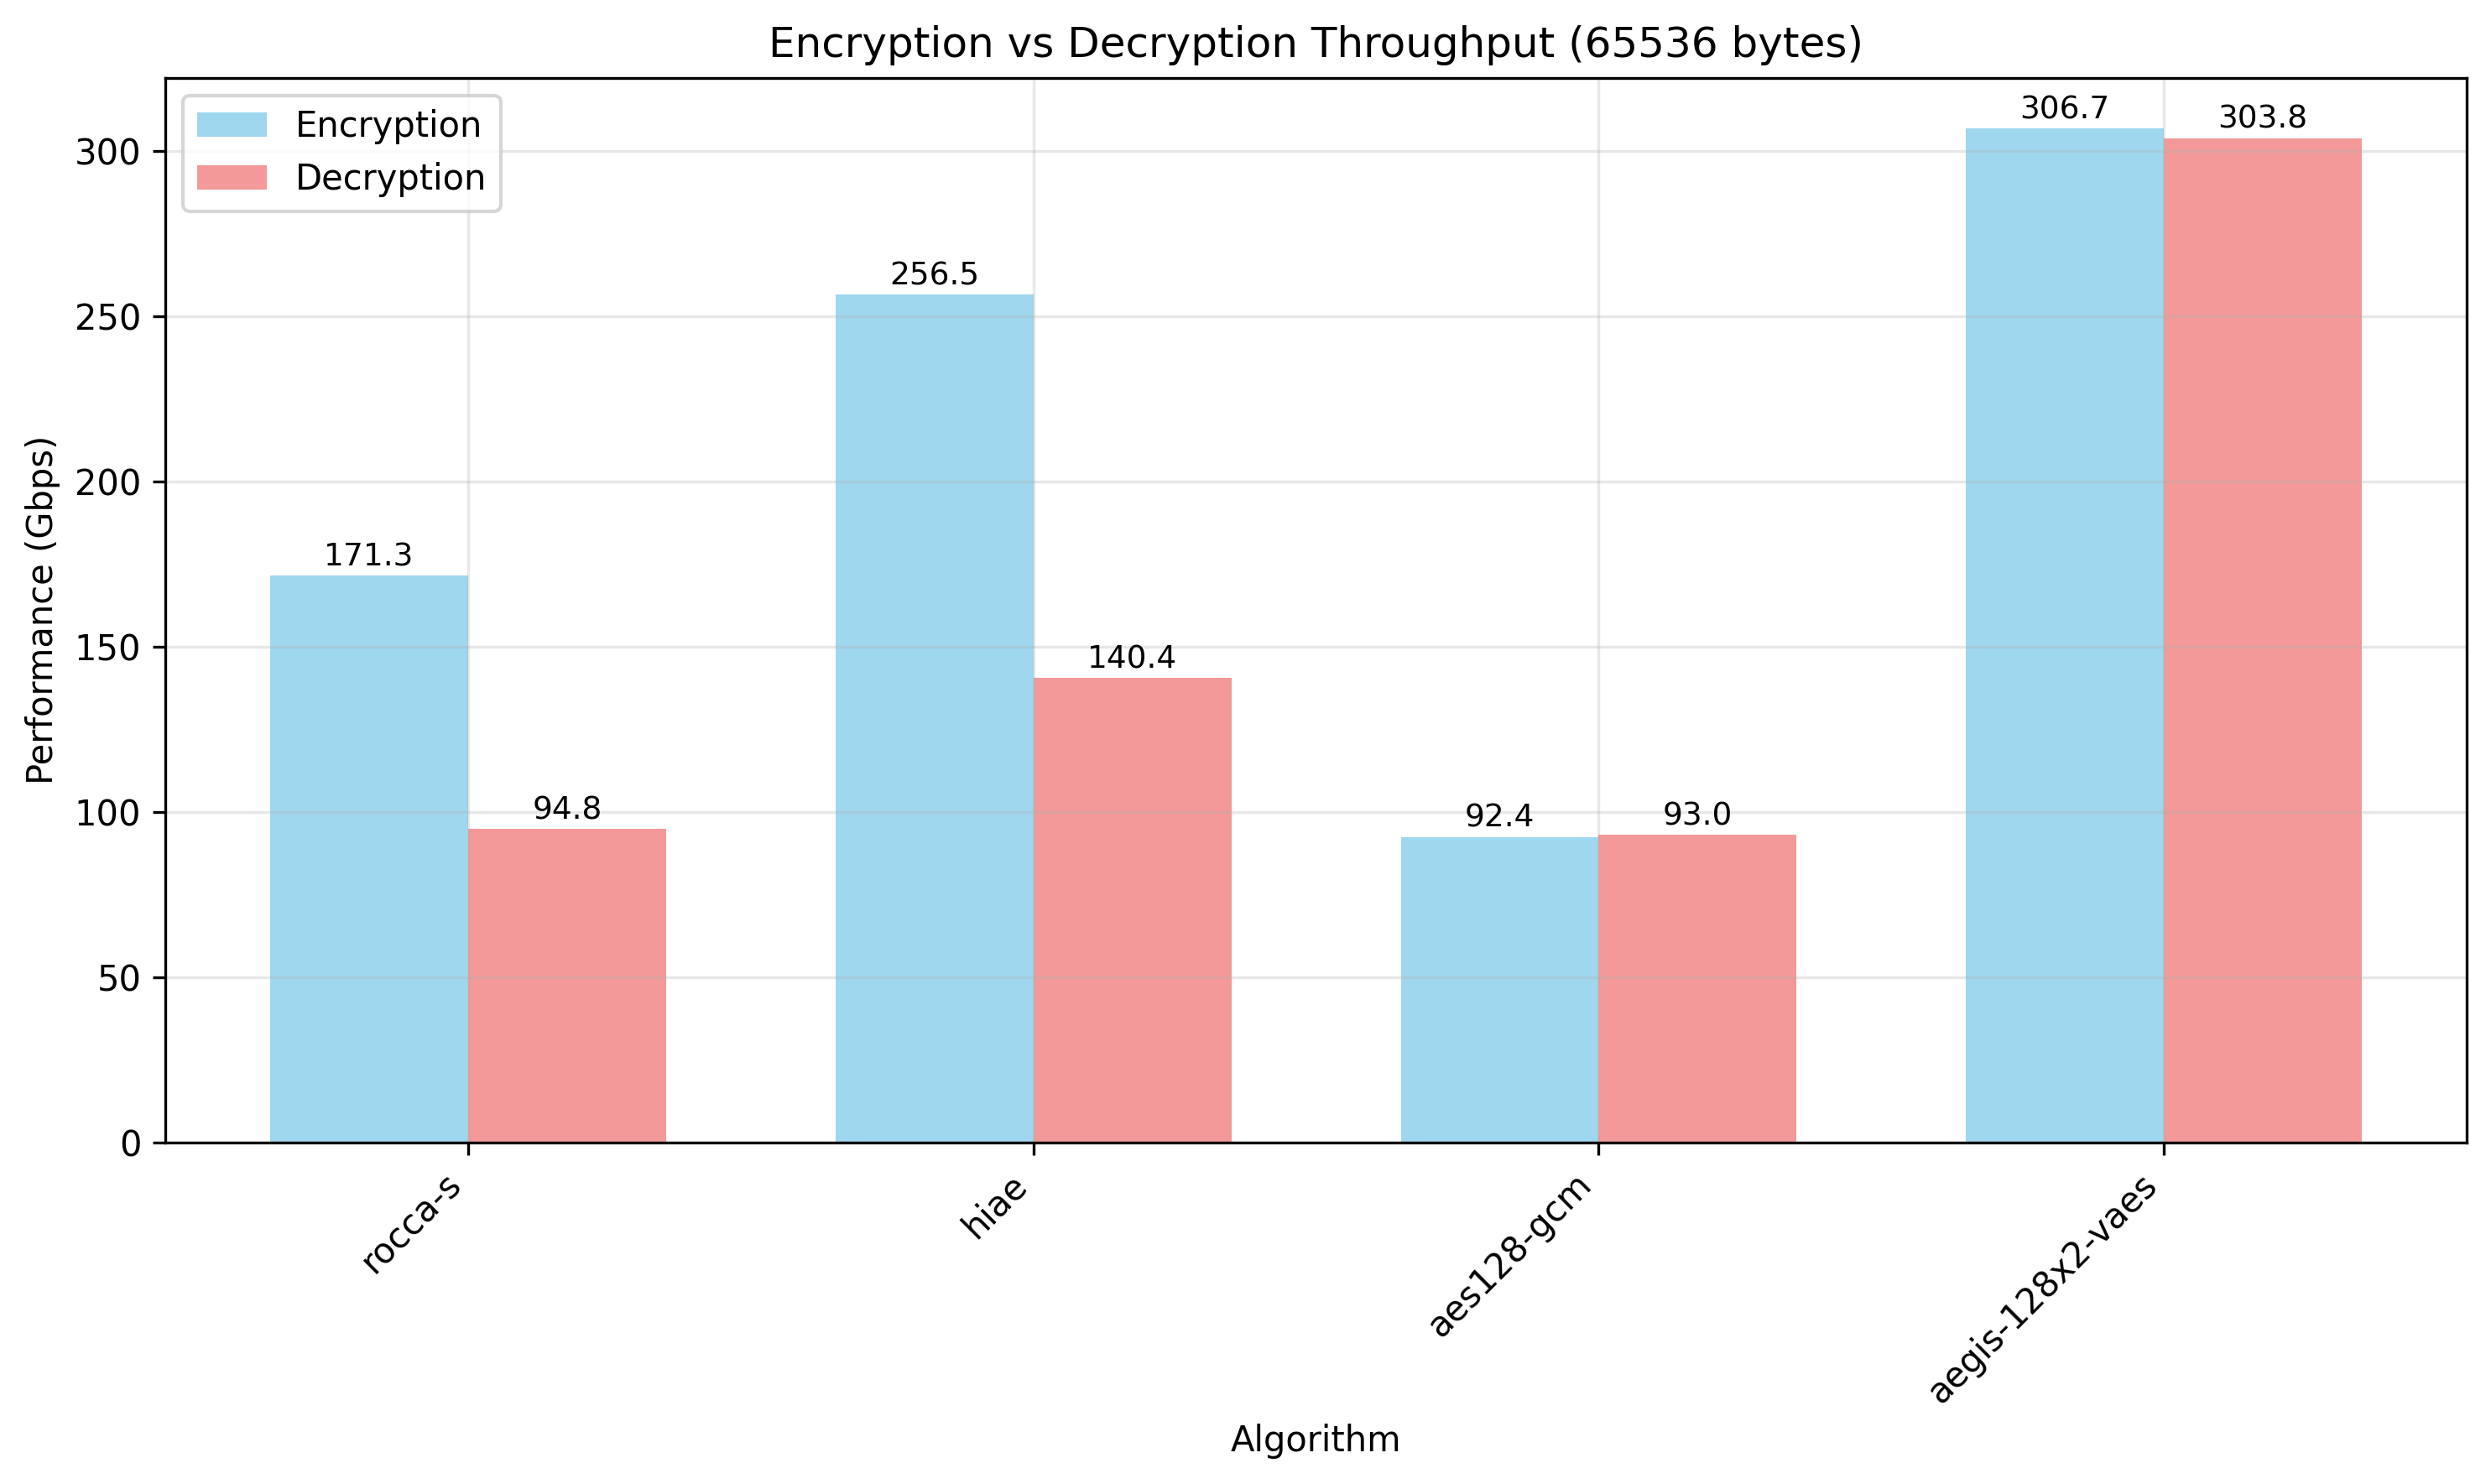 Encryption vs Decryption Throughput (65536 bytes)
Encryption
Decryption
Performance (Gbps)
300
250
200
150
100
50
0
171.3
94.8
256.5
140.4
92.4
93.0
306.7
303.8
rocca-s
hiae
aes128-gcm
aegis-128x2-vaes
Algorithm